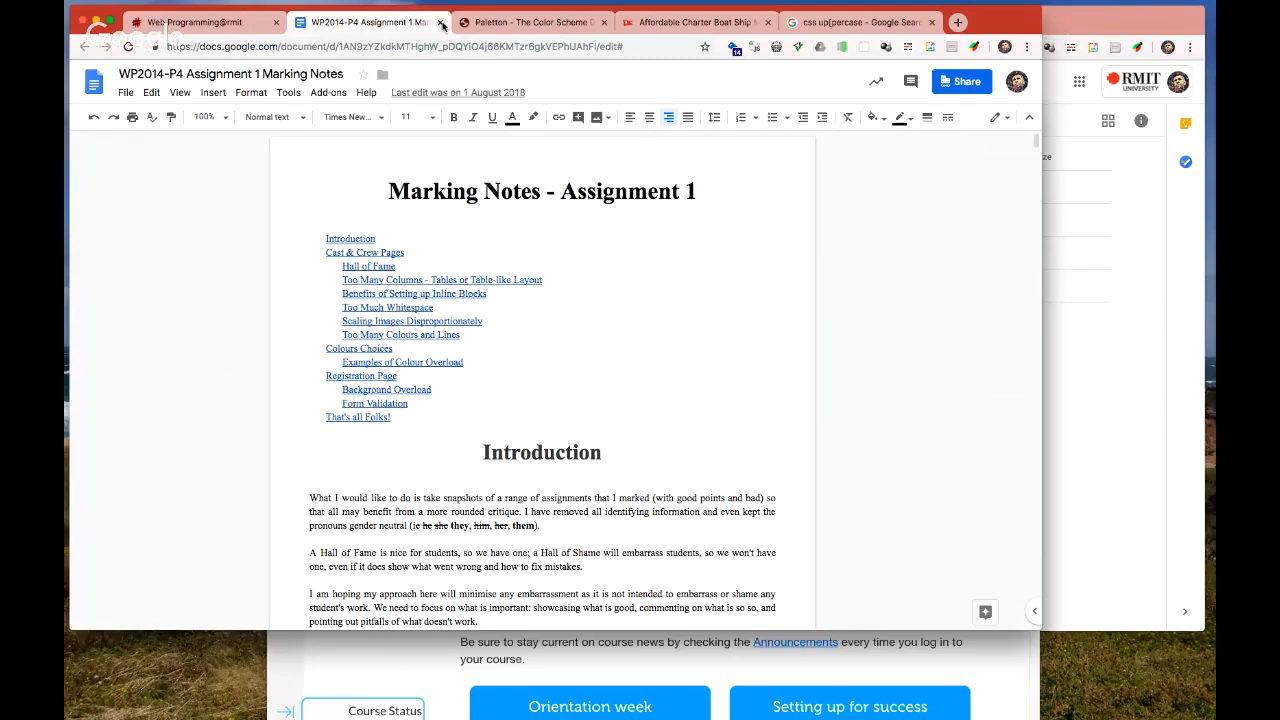 Web Programming@rmit
WP2014-P4 Assignment 1 Mar
Paletton - The Color Scheme D
Affordable Charter Boat Ship
css up[percase - Google Sear
Google
https://docs.google.com/document/d/1AN9zYZkdkMTHghW_pDQYiO4j66KMTzr6gkVEPhUAhFI/edit#
14
WP2014-P4 Assignment 1 Marking Notes
File Edit View Insert Format Tools Add-ons Help Last edit was on 1 August 2018
Share
RMIT
UNIVERSITY
100% Normal text Times New... 11
ze
Marking Notes - Assignment 1
Introduction
Cast & Crew Pages
Hall of Fame
Too Many Columns - Tables or Table-like Layout
Benefits of Setting up Inline Blocks
Too Much Whitespace
Scaling Images Disproportionately
Too Many Colours and Lines
Colours Choices
Examples of Colour Overload
Registration Page
Background Overload
Form Validation
That's all Folks!
Introduction
What I would like to do is take snapshots of a range of assignments that I marked (with good points and bad) so
that all may benefit from a more rounded critique. I have removed all identifying information and even kept the
pronouns gender neutral (ie he she they, him, her, them).
A Hall of Fame is nice for students, so we have one; a Hall of Shame will embarrass students, so we won't have
one, even if it does show what went wrong and how to fix mistakes.
I am hoping my approach here will minimise any embarrassment as it is not intended to embarrass or shame any
student's work. We need to focus on what is important: showcasing what is good, commenting on what is so so, and
pointing out pitfalls of what doesn't work.
Be sure to stay current on course news by checking the Announcements every time you log in to
your course.
Course Status
Orientation week
Setting up for success